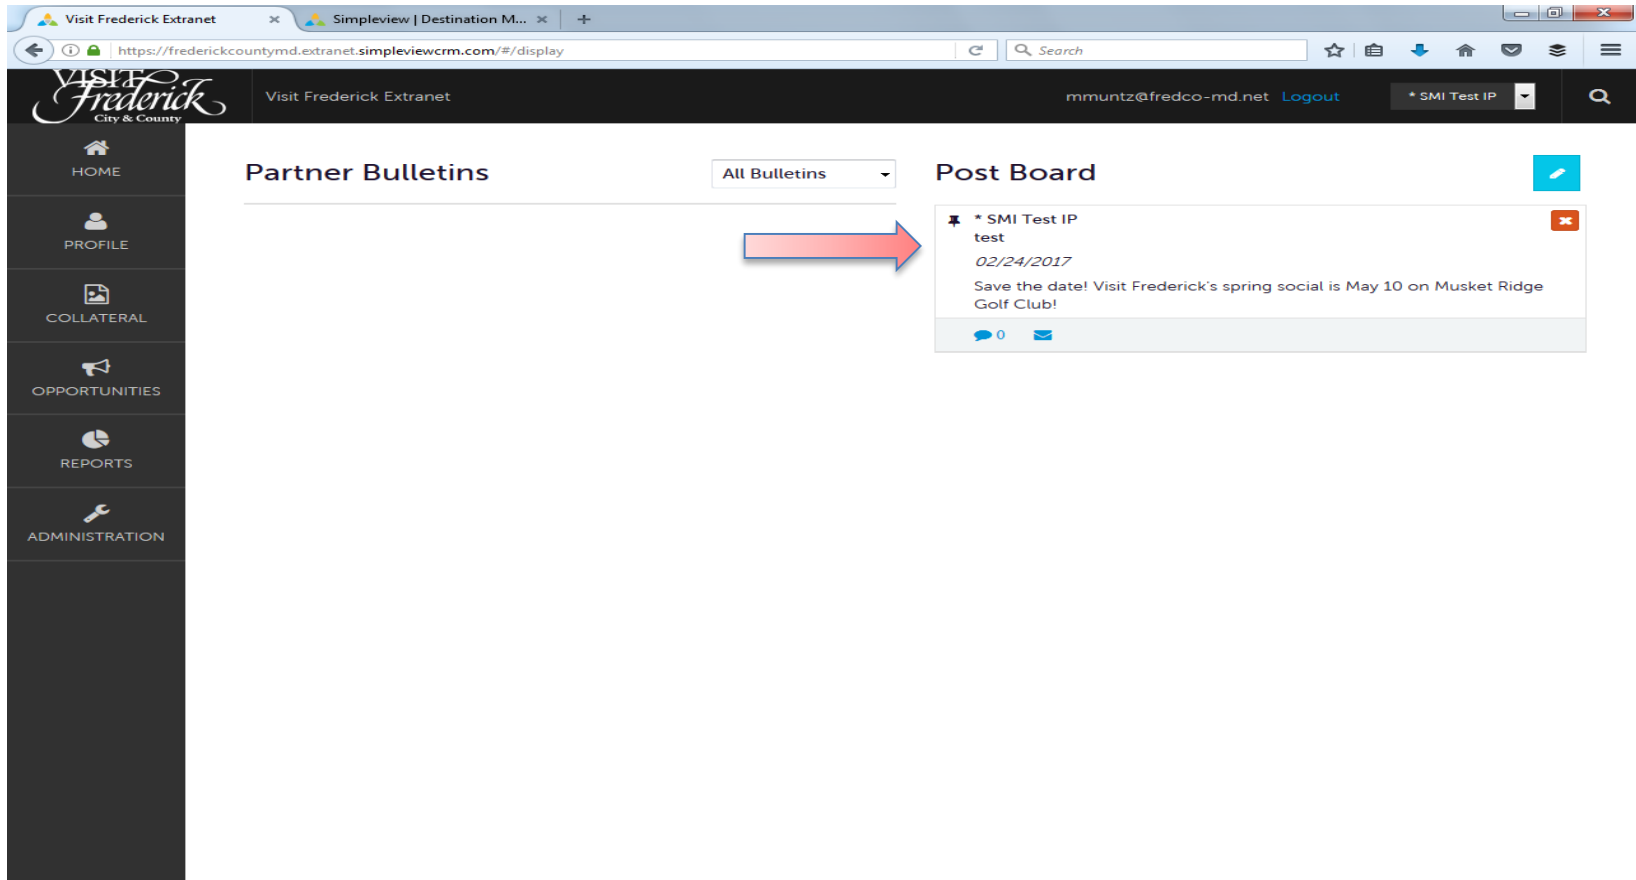 Visit Frederick Extranet
Simpleview | Destination M...
https://frederickcountymd.extranet.simpleviewcrm.com/#/display
Search
VISIT
Frederick
City & County
Visit Frederick Extranet
mmuntz@fredco-md.net Logout
* SMI Test IP
HOME
PROFILE
COLLATERAL
OPPORTUNITIES
REPORTS
ADMINISTRATION
Partner Bulletins
All Bulletins
Post Board
* SMI Test IP
test
02/24/2017
Save the date! Visit Frederick's spring social is May 10 on Musket Ridge
Golf Club!
0